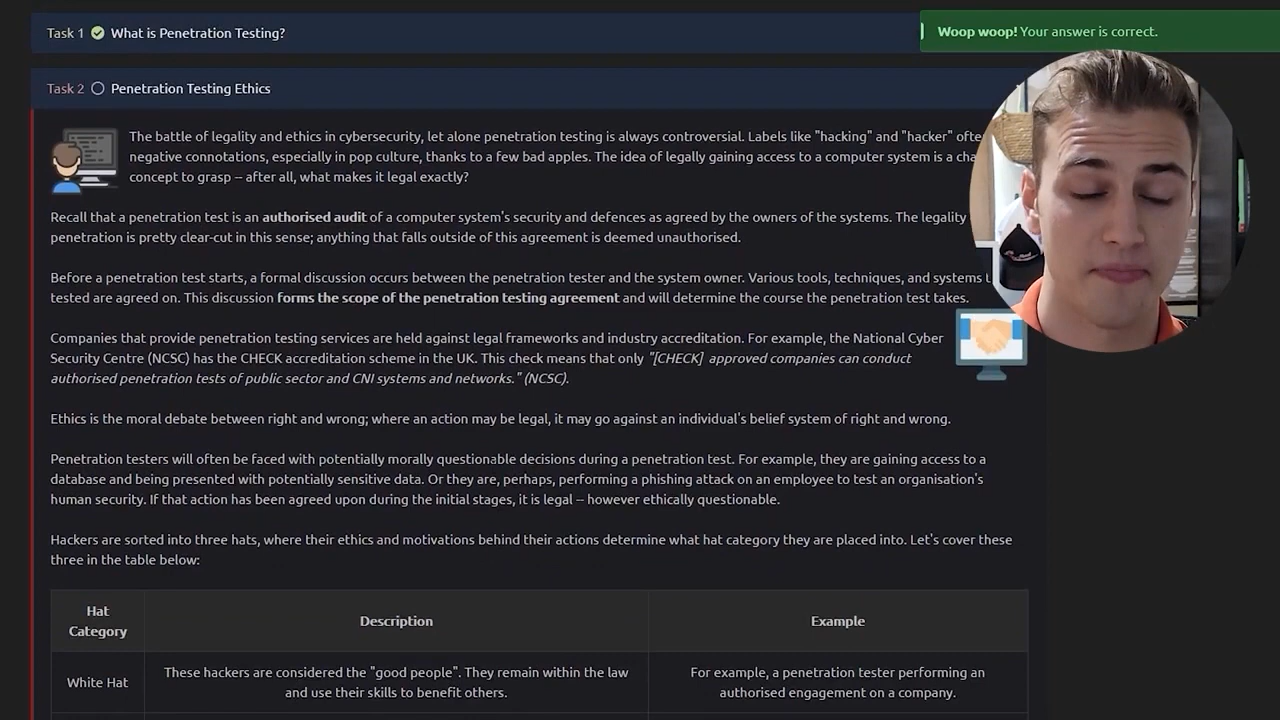 Task 1 What is Penetration Testing?
Woop woop! Your answer is correct.
Task 2 Penetration Testing Ethics
The battle of legality and ethics in cybersecurity, let alone penetration testing is always controversial. Labels like "hacking" and "hacker"
negative connotations, especially in pop culture, thanks to a few bad apples. The idea of legally gaining access to a computer system is a
concept to grasp -- after all, what makes it legal exactly?
Recall that a penetration test is an authorised audit of a computer system's security and defences as agreed by the owners of the systems. The legality
penetration is pretty clear-cut in this sense; anything that falls outside of this agreement is deemed unauthorised.
Before a penetration test starts, a formal discussion occurs between the penetration tester and the system owner. Various tools, techniques, and systems
tested are agreed on. This discussion forms the scope of the penetration testing agreement and will determine the course the penetration test takes.
Companies that provide penetration testing services are held against legal frameworks and industry accreditation. For example, the National Cyber
Security Centre (NCSC) has the CHECK accreditation scheme in the UK. This check means that only "[CHECK] approved companies can conduct
authorised penetration tests of public sector and CNI systems and networks." (NCSC).
Ethics is the moral debate between right and wrong; where an action may be legal, it may go against an individual's belief system of right and wrong.
Penetration testers will often be faced with potentially morally questionable decisions during a penetration test. For example, they are gaining access to a
database and being presented with potentially sensitive data. Or they are, perhaps, performing a phishing attack on an employee to test an organisation's
human security. If that action has been agreed upon during the initial stages, it is legal -- however ethically questionable.
Hackers are sorted into three hats, where their ethics and motivations behind their actions determine what hat category they are placed into. Let's cover these
three in the table below:
Hat
Category
Description
Example
White Hat
These hackers are considered the "good people". They remain within the law
and use their skills to benefit others.
For example, a penetration tester performing an
authorised engagement on a company.